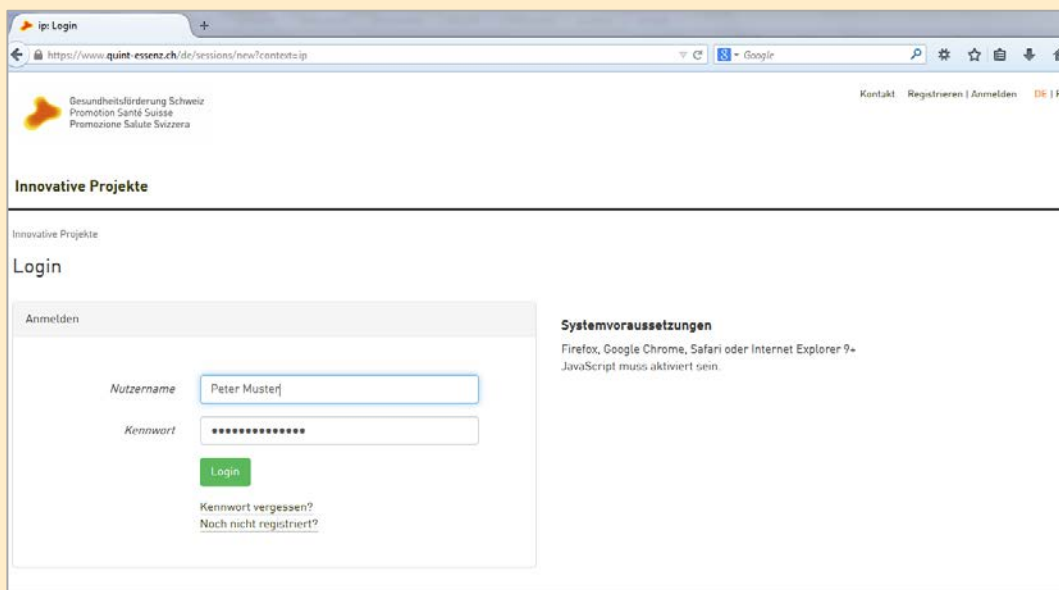 ip: Login
https://www.quint-essenz.ch/de/sessions/new?context=ip
Google
Gesundheitsförderung Schweiz
Promotion Santé Suisse
Promozione Salute Svizzera
Kontakt Registrieren | Anmelden DE |
Innovative Projekte
Innovative Projekte
Login
Anmelden
Nutzername Peter Muster
Kennwort
Login
Kennwort vergessen?
Noch nicht registriert?
Systemvoraussetzungen
Firefox, Google Chrome, Safari oder Internet Explorer 9+
JavaScript muss aktiviert sein.